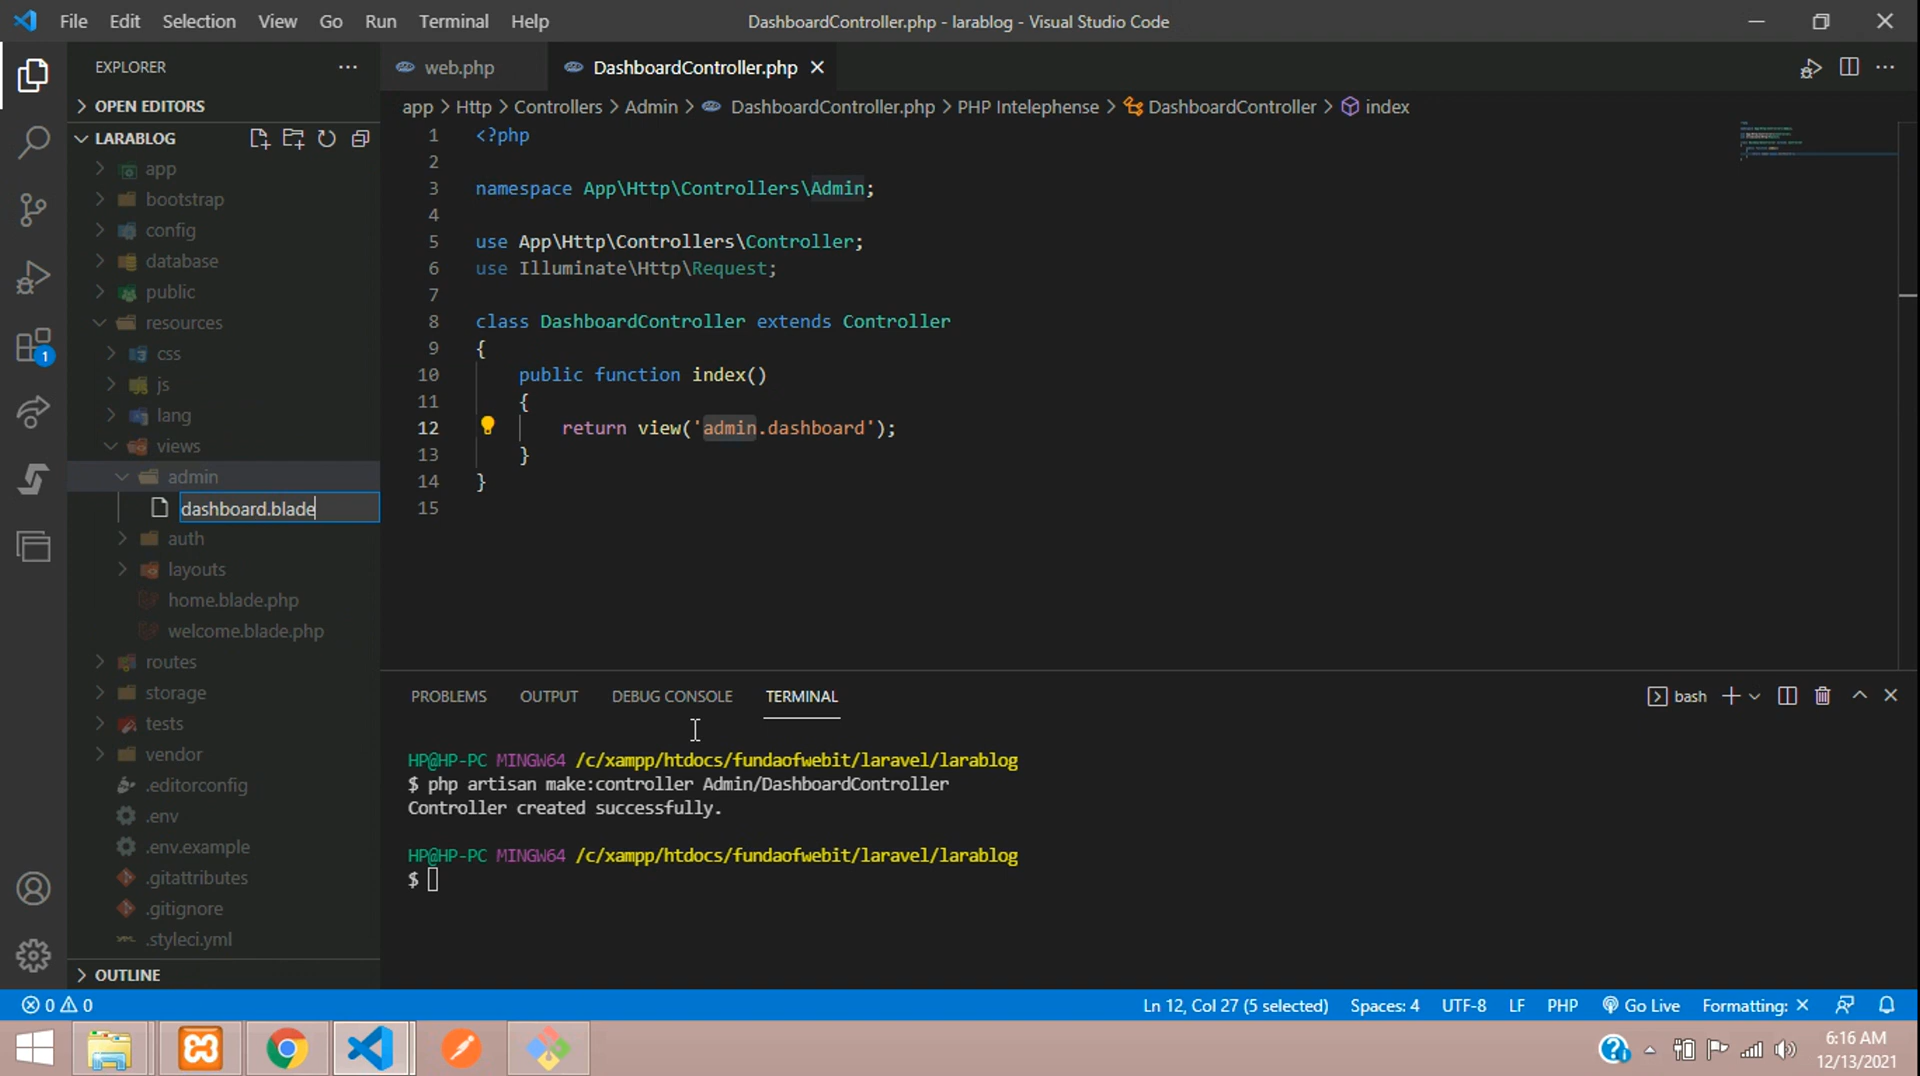 File Edit Selection View Go Run Terminal Help
DashboardController.php - larablog - Visual Studio Code
EXPLORER
OPEN EDITORS
LARABLOG
app
bootstrap
config
database
public
resources
css
js
lang
views
admin
dashboard.blade
auth
layouts
home.blade.php
welcome.blade.php
routes
storage
tests
vendor
.editorconfig
.env
.env.example
.gitattributes
.gitignore
.styleci.yml
OUTLINE
1
web.php DashboardController.php
app > Http > Controllers > Admin > DashboardController.php > PHP Intelephense > DashboardController > index
1 <?php
2
3 namespace App\Http\Controllers\Admin;
4
5 use App\Http\Controllers\Controller;
6 use Illuminate\Http\Request;
7
8 class DashboardController extends Controller
9 {
10 public function index()
11 {
12 return view('admin.dashboard');
13 }
14 }
15
PROBLEMS OUTPUT DEBUG CONSOLE TERMINAL
bash
HP@HP-PC MINGW64 /c/xampp/htdocs/fundaofwebit/laravel/larablog
$ php artisan make:controller Admin/DashboardController
Controller created successfully.
HP@HP-PC MINGW64 /c/xampp/htdocs/fundaofwebit/laravel/larablog
$
0 0
Ln 12, Col 27 (5 selected) Spaces: 4 UTF-8 LF PHP Go Live Formatting: ✕
6:16 AM
12/13/2021